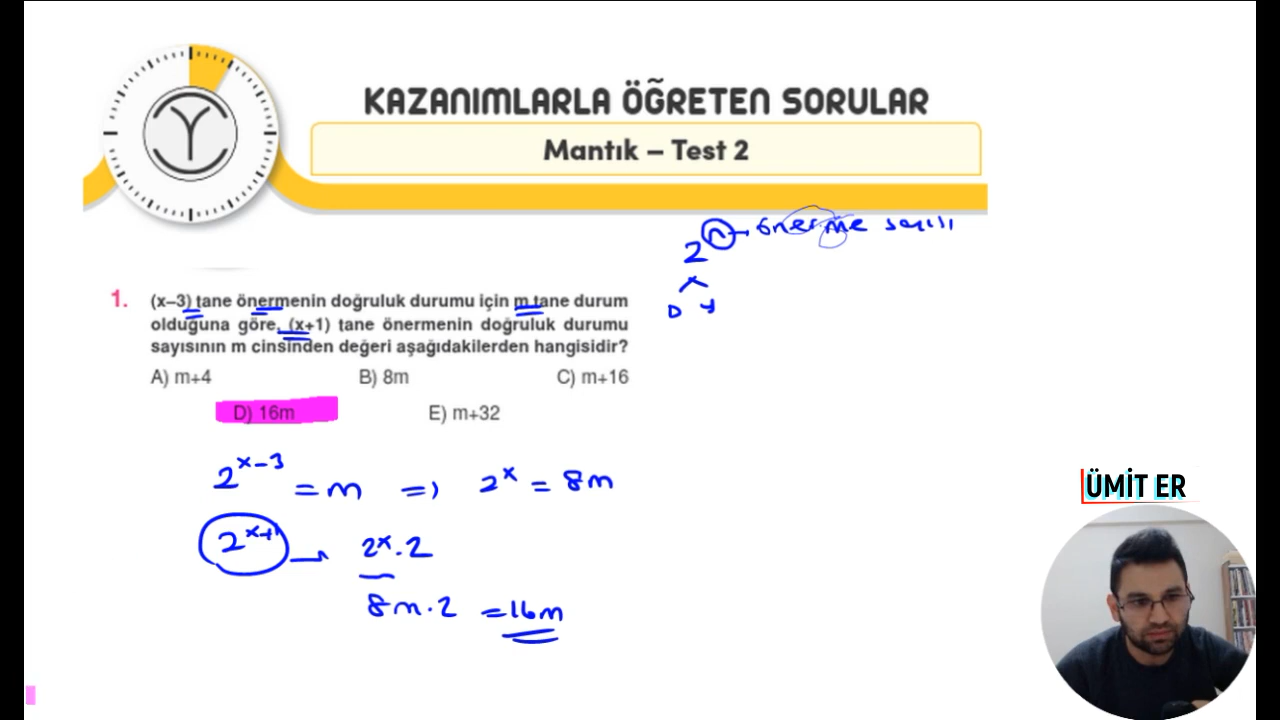 KAZANIMLARLA ÖĞRETEN SORULAR
Mantık – Test 2
2ⁿ → önerme sayısı
D Y
1. (x–3) tane önermenin doğruluk durumu için m tane durum
olduğuna göre, (x+1) tane önermenin doğruluk durumu
sayısının m cinsinden değeri aşağıdakilerden hangisidir?
A) m+4 B) 8m C) m+16
D) 16m E) m+32
2^(x-3) = m ⇒ 2^x = 8m
2^(x+1) → 2^x . 2
8m . 2 = 16m
ÜMİT ER